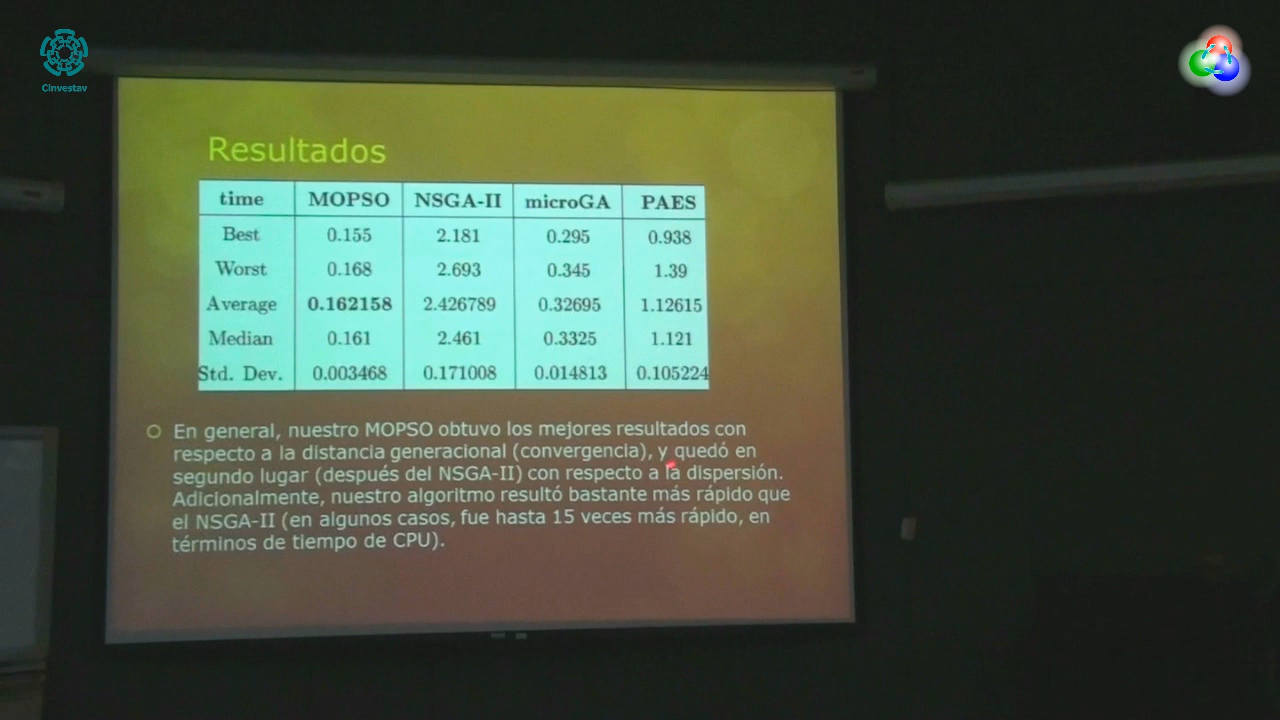 Cinvestav
Resultados
time MOPSO NSGA-II microGA PAES
Best 0.155 2.181 0.295 0.938
Worst 0.168 2.693 0.345 1.39
Average 0.162158 2.426789 0.32695 1.12615
Median 0.161 2.461 0.3325 1.121
Std. Dev. 0.003468 0.171008 0.014813 0.105224
En general, nuestro MOPSO obtuvo los mejores resultados con
respecto a la distancia generacional (convergencia), y quedó en
segundo lugar (después del NSGA-II) con respecto a la dispersión.
Adicionalmente, nuestro algoritmo resultó bastante más rápido que
el NSGA-II (en algunos casos, fue hasta 15 veces más rápido, en
términos de tiempo de CPU).